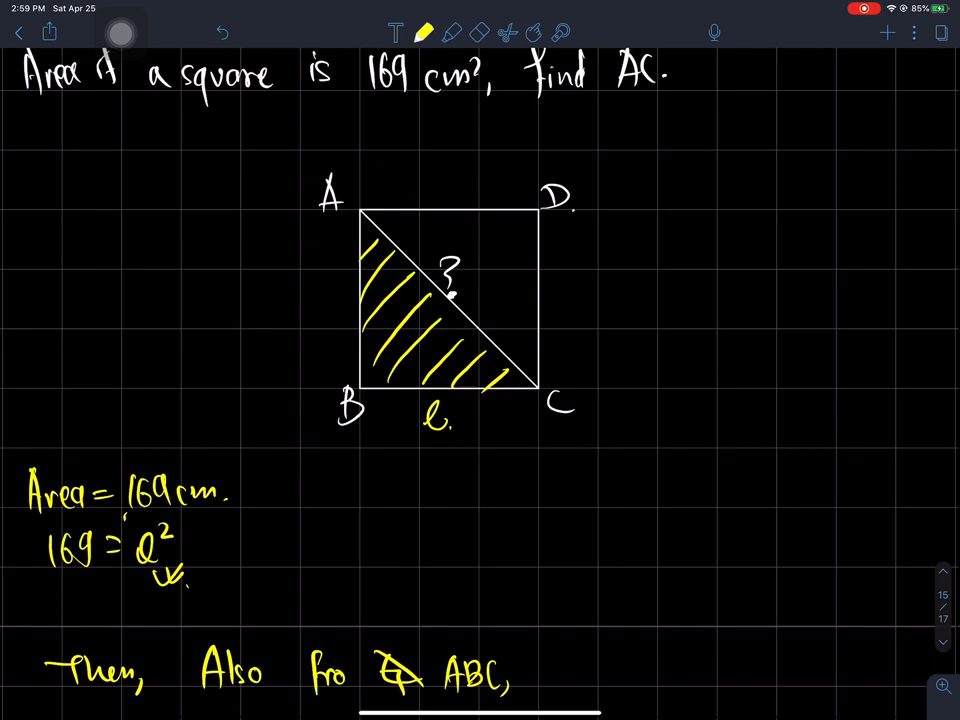 2:59 PM Sat Apr 25
85%
Area of a square is 169 cm², find AC.
A
D.
?
B
C
l.
Area = 169 cm.
169 = l²
15
/
17
Then, Also fro ABC,